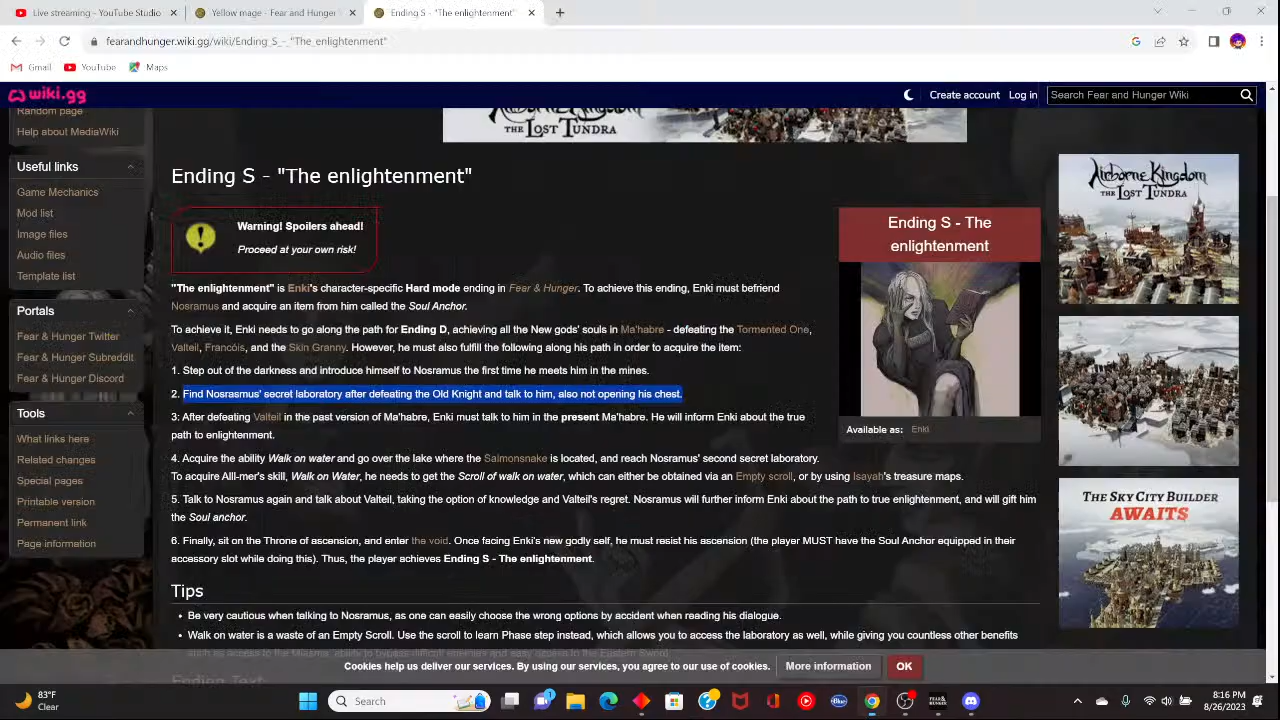 Live streaming - YouTube Studio
Yellow mage - Fear and Hunger W
Ending S - "The enlightenment"
fearandhunger.wiki.gg/wiki/Ending_S_-_"The_enlightenment"
Gmail
YouTube
Maps
wiki.gg
Create account
Log in
Search Fear and Hunger Wiki
Random page
Help about MediaWiki
THE LOST TUNDRA
Useful links
Game Mechanics
Mod list
Image files
Audio files
Template list
Portals
Fear & Hunger Twitter
Fear & Hunger Subreddit
Fear & Hunger Discord
Tools
What links here
Related changes
Special pages
Printable version
Permanent link
Page information
Ending S - "The enlightenment"
Warning! Spoilers ahead!
Proceed at your own risk!
"The enlightenment" is Enki's character-specific Hard mode ending in Fear & Hunger. To achieve this ending, Enki must befriend
Nosramus and acquire an item from him called the Soul Anchor.
To achieve it, Enki needs to go along the path for Ending D, achieving all the New gods' souls in Ma'habre - defeating the Tormented One,
Valteil, Francóis, and the Skin Granny. However, he must also fulfill the following along his path in order to acquire the item:
1. Step out of the darkness and introduce himself to Nosramus the first time he meets him in the mines.
2. Find Nosrasmus' secret laboratory after defeating the Old Knight and talk to him, also not opening his chest.
3: After defeating Valteil in the past version of Ma'habre, Enki must talk to him in the present Ma'habre. He will inform Enki about the true
path to enlightenment.
4. Acquire the ability Walk on water and go over the lake where the Salmonsnake is located, and reach Nosramus' second secret laboratory.
To acquire Alll-mer's skill, Walk on Water, he needs to get the Scroll of walk on water, which can either be obtained via an Empty scroll, or by using Isayah's treasure maps.
5. Talk to Nosramus again and talk about Valteil, taking the option of knowledge and Valteil's regret. Nosramus will further inform Enki about the path to true enlightenment, and will gift him
the Soul anchor.
6. Finally, sit on the Throne of ascension, and enter the void. Once facing Enki's new godly self, he must resist his ascension (the player MUST have the Soul Anchor equipped in their
accessory slot while doing this). Thus, the player achieves Ending S - The enlightenment.
Tips
Be very cautious when talking to Nosramus, as one can easily choose the wrong options by accident when reading his dialogue.
Walk on water is a waste of an Empty Scroll. Use the scroll to learn Phase step instead, which allows you to access the laboratory as well, while giving you countless other benefits
Ending Text
Ending S - The
enlightenment
Available as: Enki
Airborne Kingdom
THE LOST TUNDRA
THE SKY CITY BUILDER
AWAITS
Cookies help us deliver our services. By using our services, you agree to our use of cookies.
More information
OK
83°F
Clear
Search
8:16 PM
8/26/2023